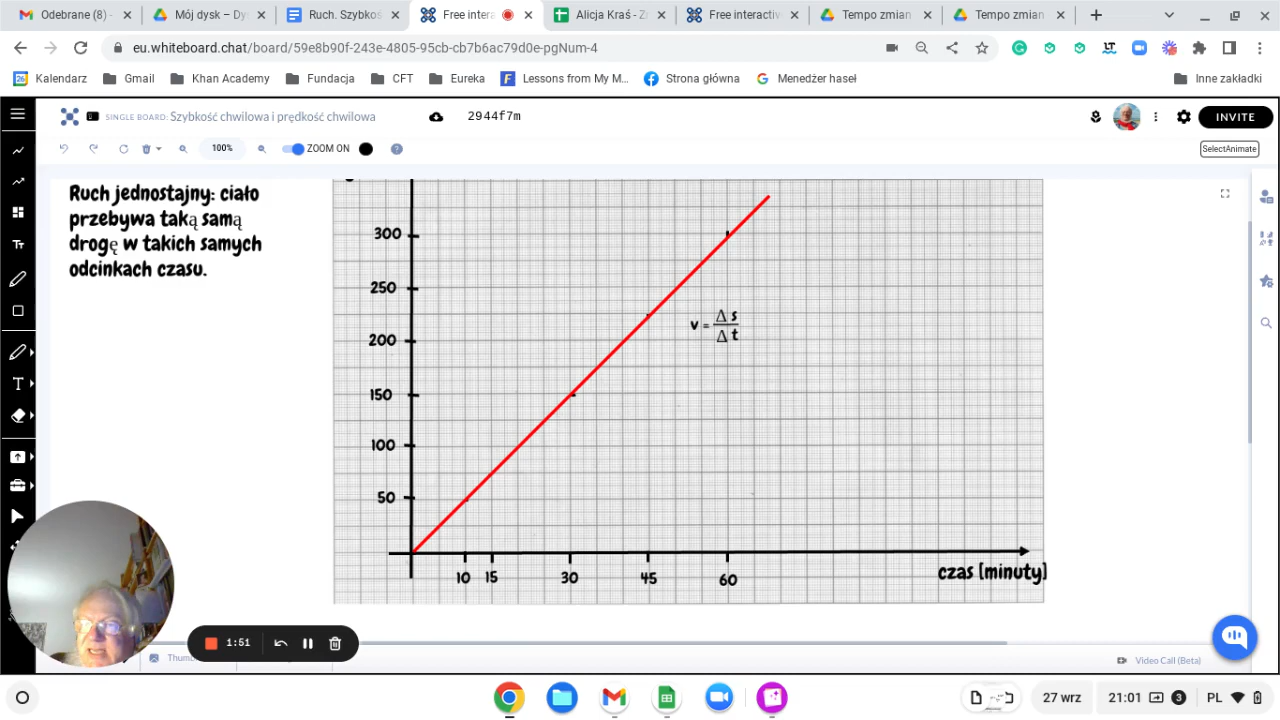 Odebrane (8) -
Mój dysk – Dys
Ruch. Szybkoś
Free intera
Alicja Kraś - Za
Free interactiv
Tempo zmian
Tempo zmian
eu.whiteboard.chat/board/59e8b90f-243e-4805-95cb-cb7b6ac79d0e-pgNum-4
Kalendarz
Gmail
Khan Academy
Fundacja
CFT
Eureka
Lessons from My M...
Strona główna
Menedżer haseł
Inne zakładki
SINGLE BOARD: Szybkość chwilowa i prędkość chwilowa
2944f7m
INVITE
100%
ZOOM ON
SelectAnimate
Ruch jednostajny: ciało
przebywa taką samą
drogę w takich samych
odcinkach czasu.
300
250
200
150
100
50
v = Δ s
Δ t
10 15 30 45 60
czas [minuty]
1:51
Video Call (Beta)
27 wrz
21:01
3
PL